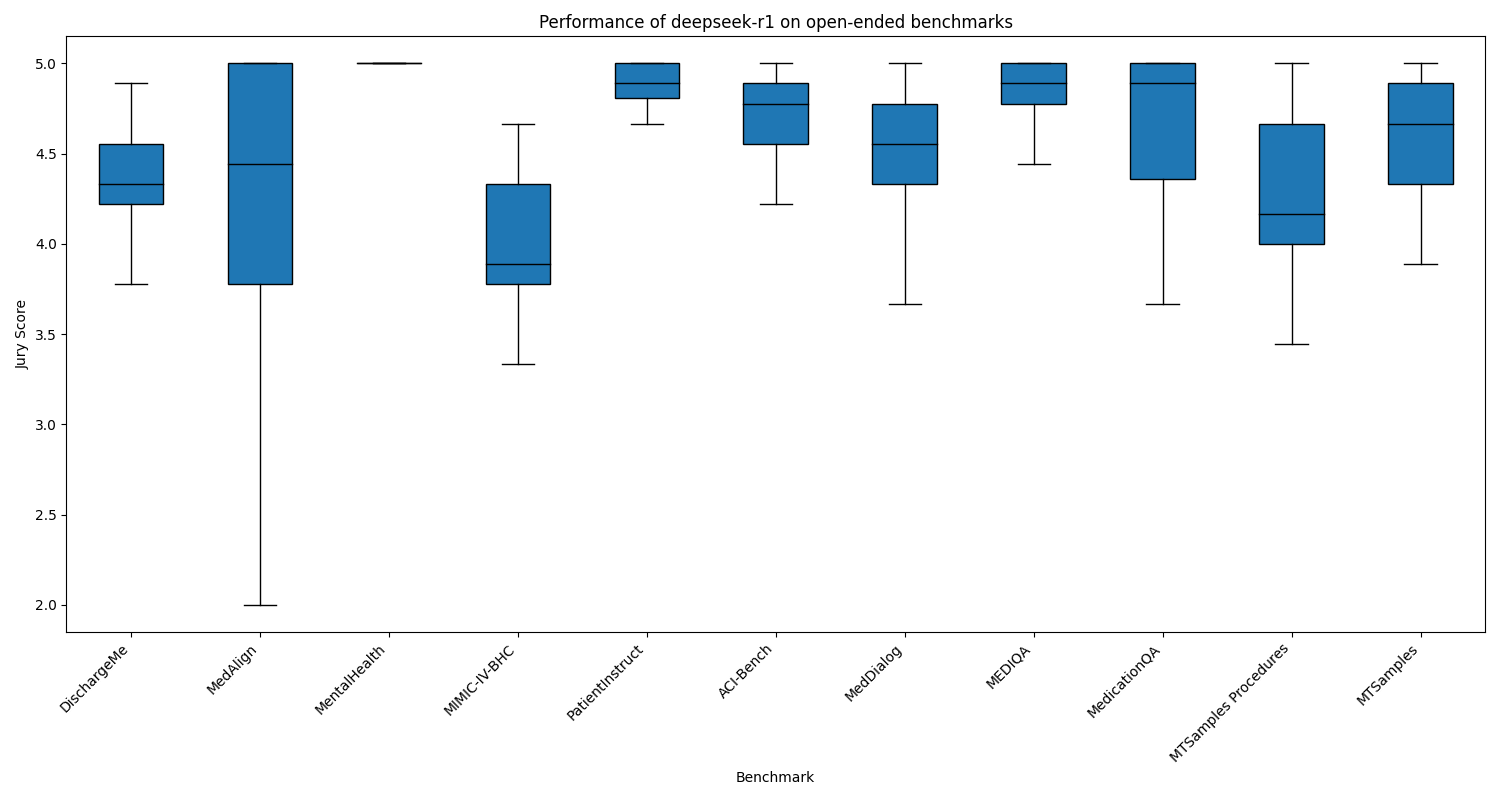 Performance of deepseek-r1 on open-ended benchmarks
Jury Score
5.0
4.5
4.0
3.5
3.0
2.5
2.0
DischargeMe
MedAlign
MentalHealth
MIMIC-IV-BHC
PatientInstruct
ACI-Bench
MedDialog
MEDIQA
MedicationQA
MTSamples Procedures
MTSamples
Benchmark